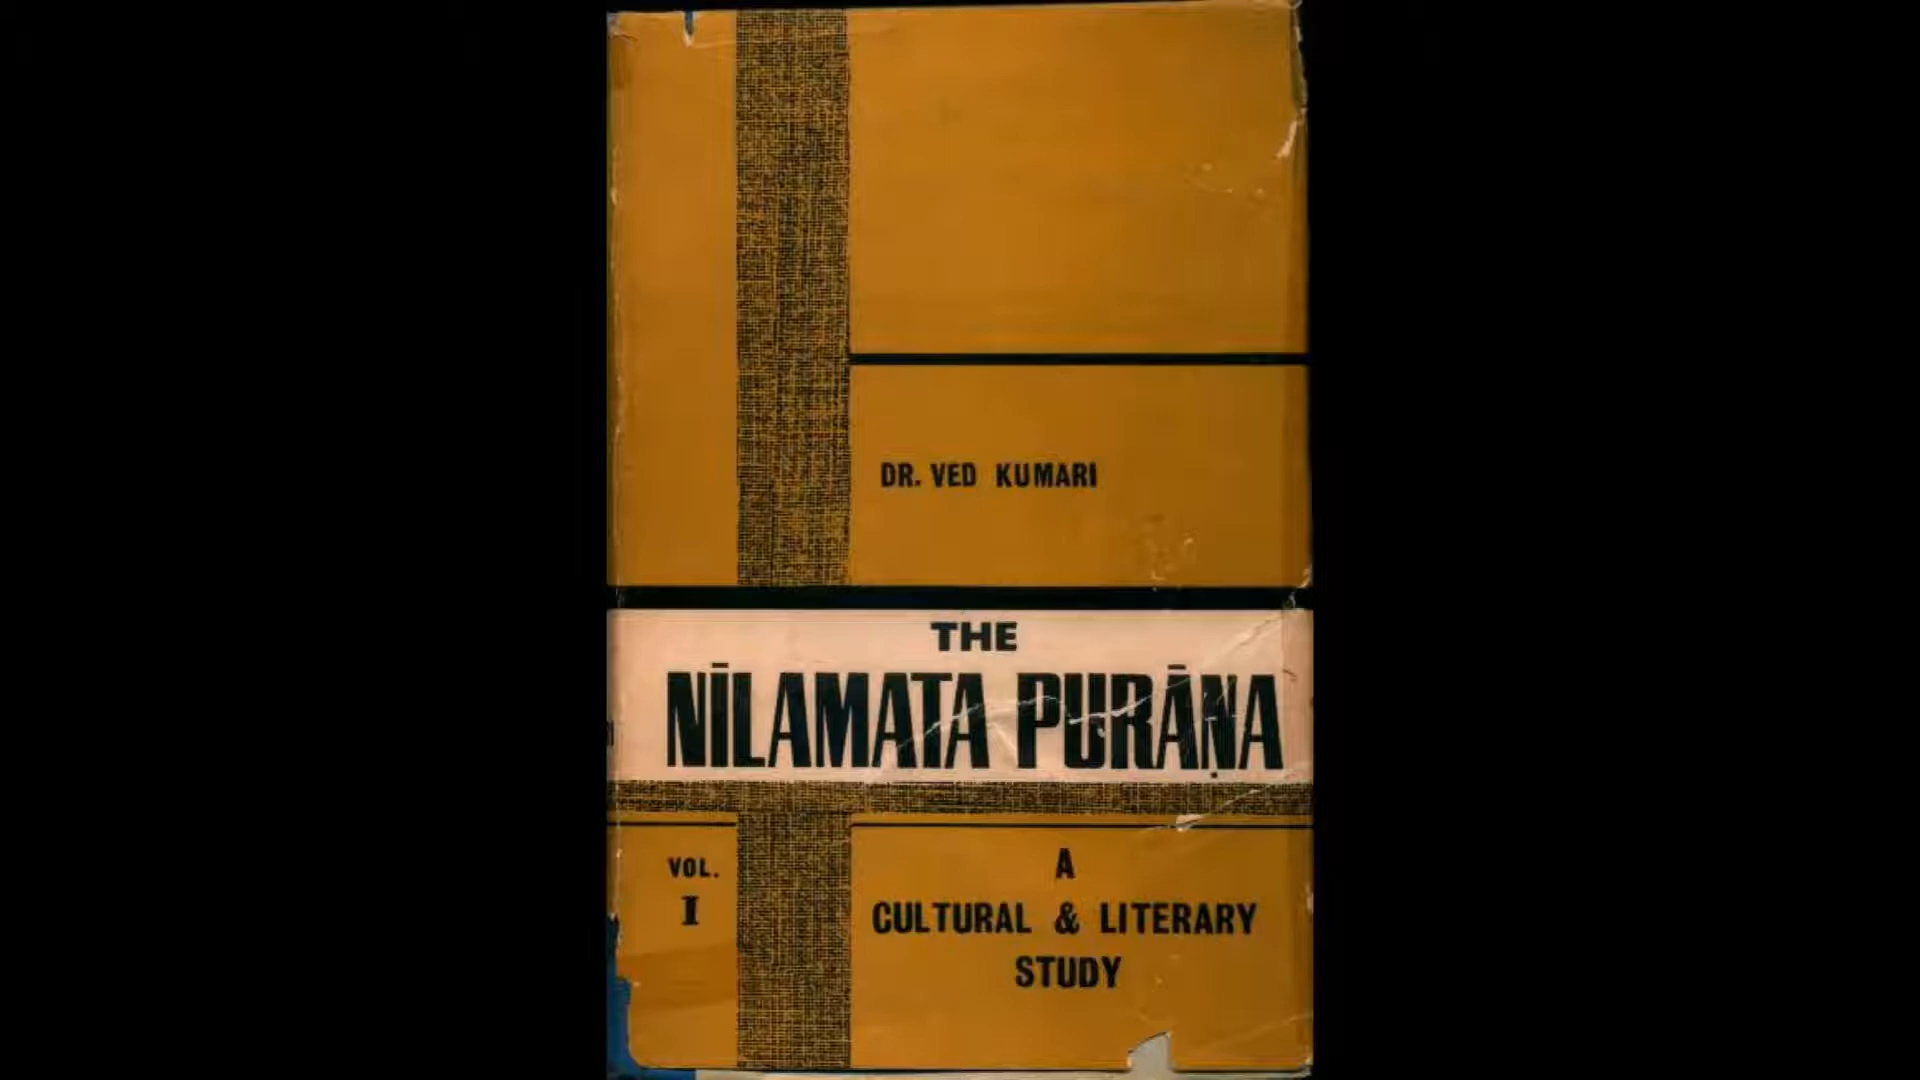 DR. VED KUMARI
THE
NĪLAMATA PURĀṆA
VOL.
I
A
CULTURAL & LITERARY
STUDY